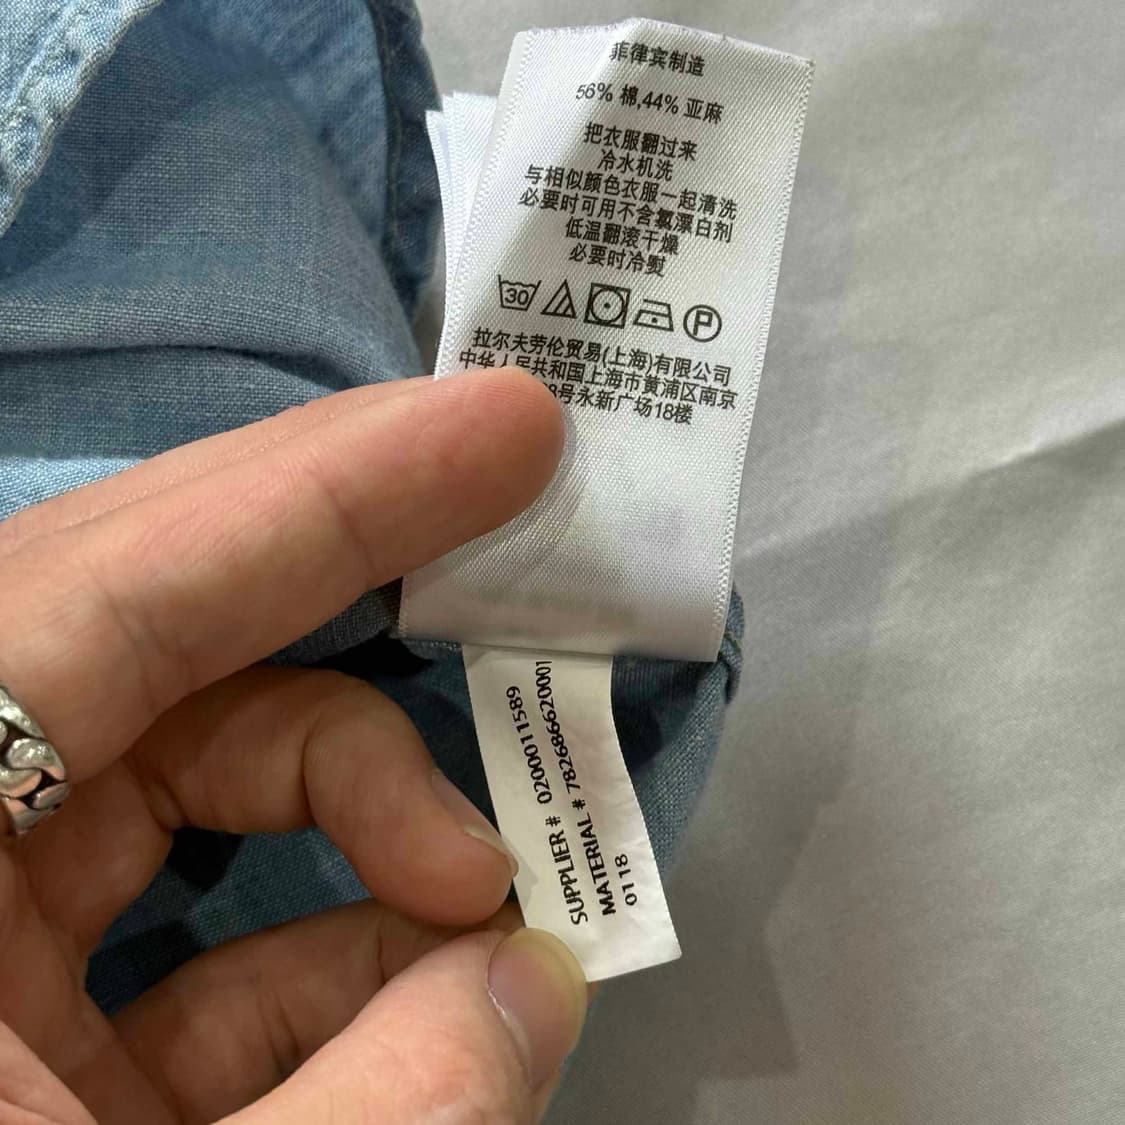 菲律宾制造
56% 棉,44% 亚麻
把衣服翻过来
冷水机洗
与相似颜色衣服一起清洗
必要时可用不含氯漂白剂
低温翻滚干燥
必要时冷熨
30
P
拉尔夫劳伦贸易(上海)有限公司
中华人民共和国上海市黄浦区南京
8号永新广场18楼
SUPPLIER # 0200011589
MATERIAL # 782686620001
0118